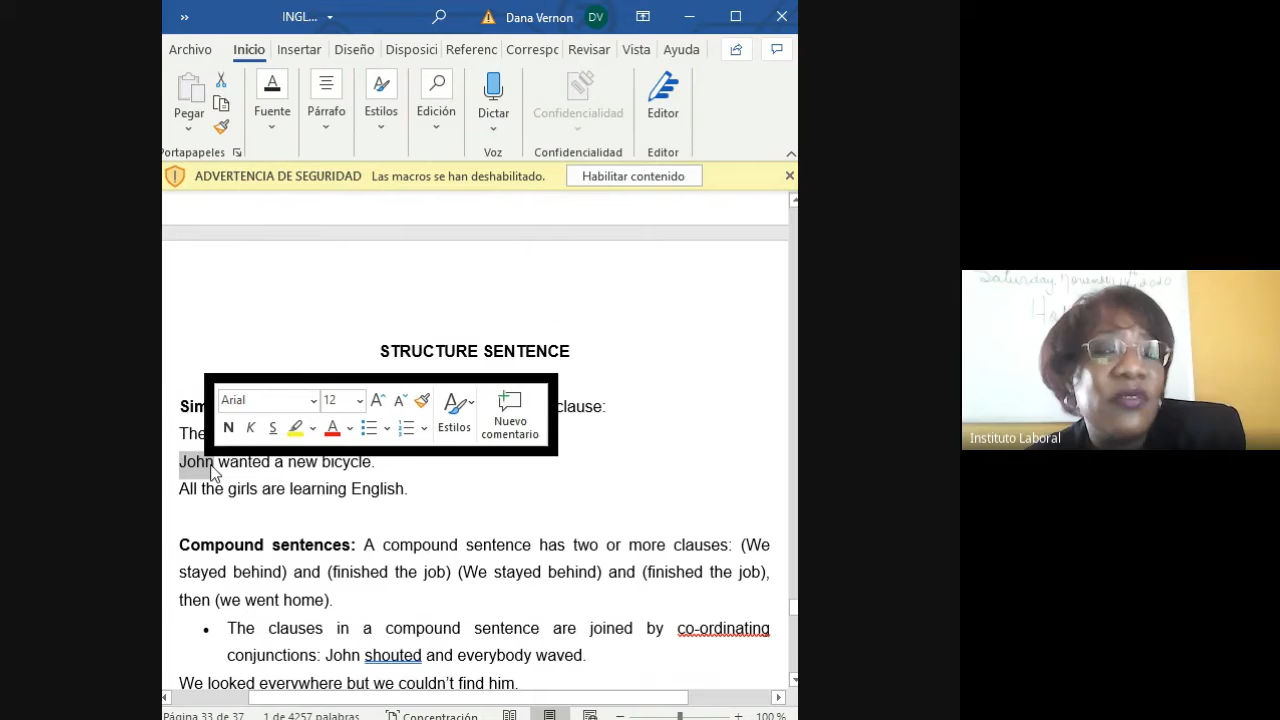 INGL...
Dana Vernon
DV
Archivo Inicio Insertar Diseño Disposici Referenc Correspc Revisar Vista Ayuda
Pegar Fuente Párrafo Estilos Edición Dictar Confidencialidad Editor
Portapapeles Voz Confidencialidad Editor
ADVERTENCIA DE SEGURIDAD Las macros se han deshabilitado. Habilitar contenido
STRUCTURE SENTENCE
Sim clause:
Arial 12
N K S A Estilos Nuevo comentario
The
John wanted a new bicycle.
All the girls are learning English.
Compound sentences: A compound sentence has two or more clauses: (We
stayed behind) and (finished the job) (We stayed behind) and (finished the job),
then (we went home).
• The clauses in a compound sentence are joined by co-ordinating
conjunctions: John shouted and everybody waved.
We looked everywhere but we couldn't find him.
Página 33 de 37 1 de 4257 palabras Concentración 100 %
Saturday
2020
Instituto Laboral